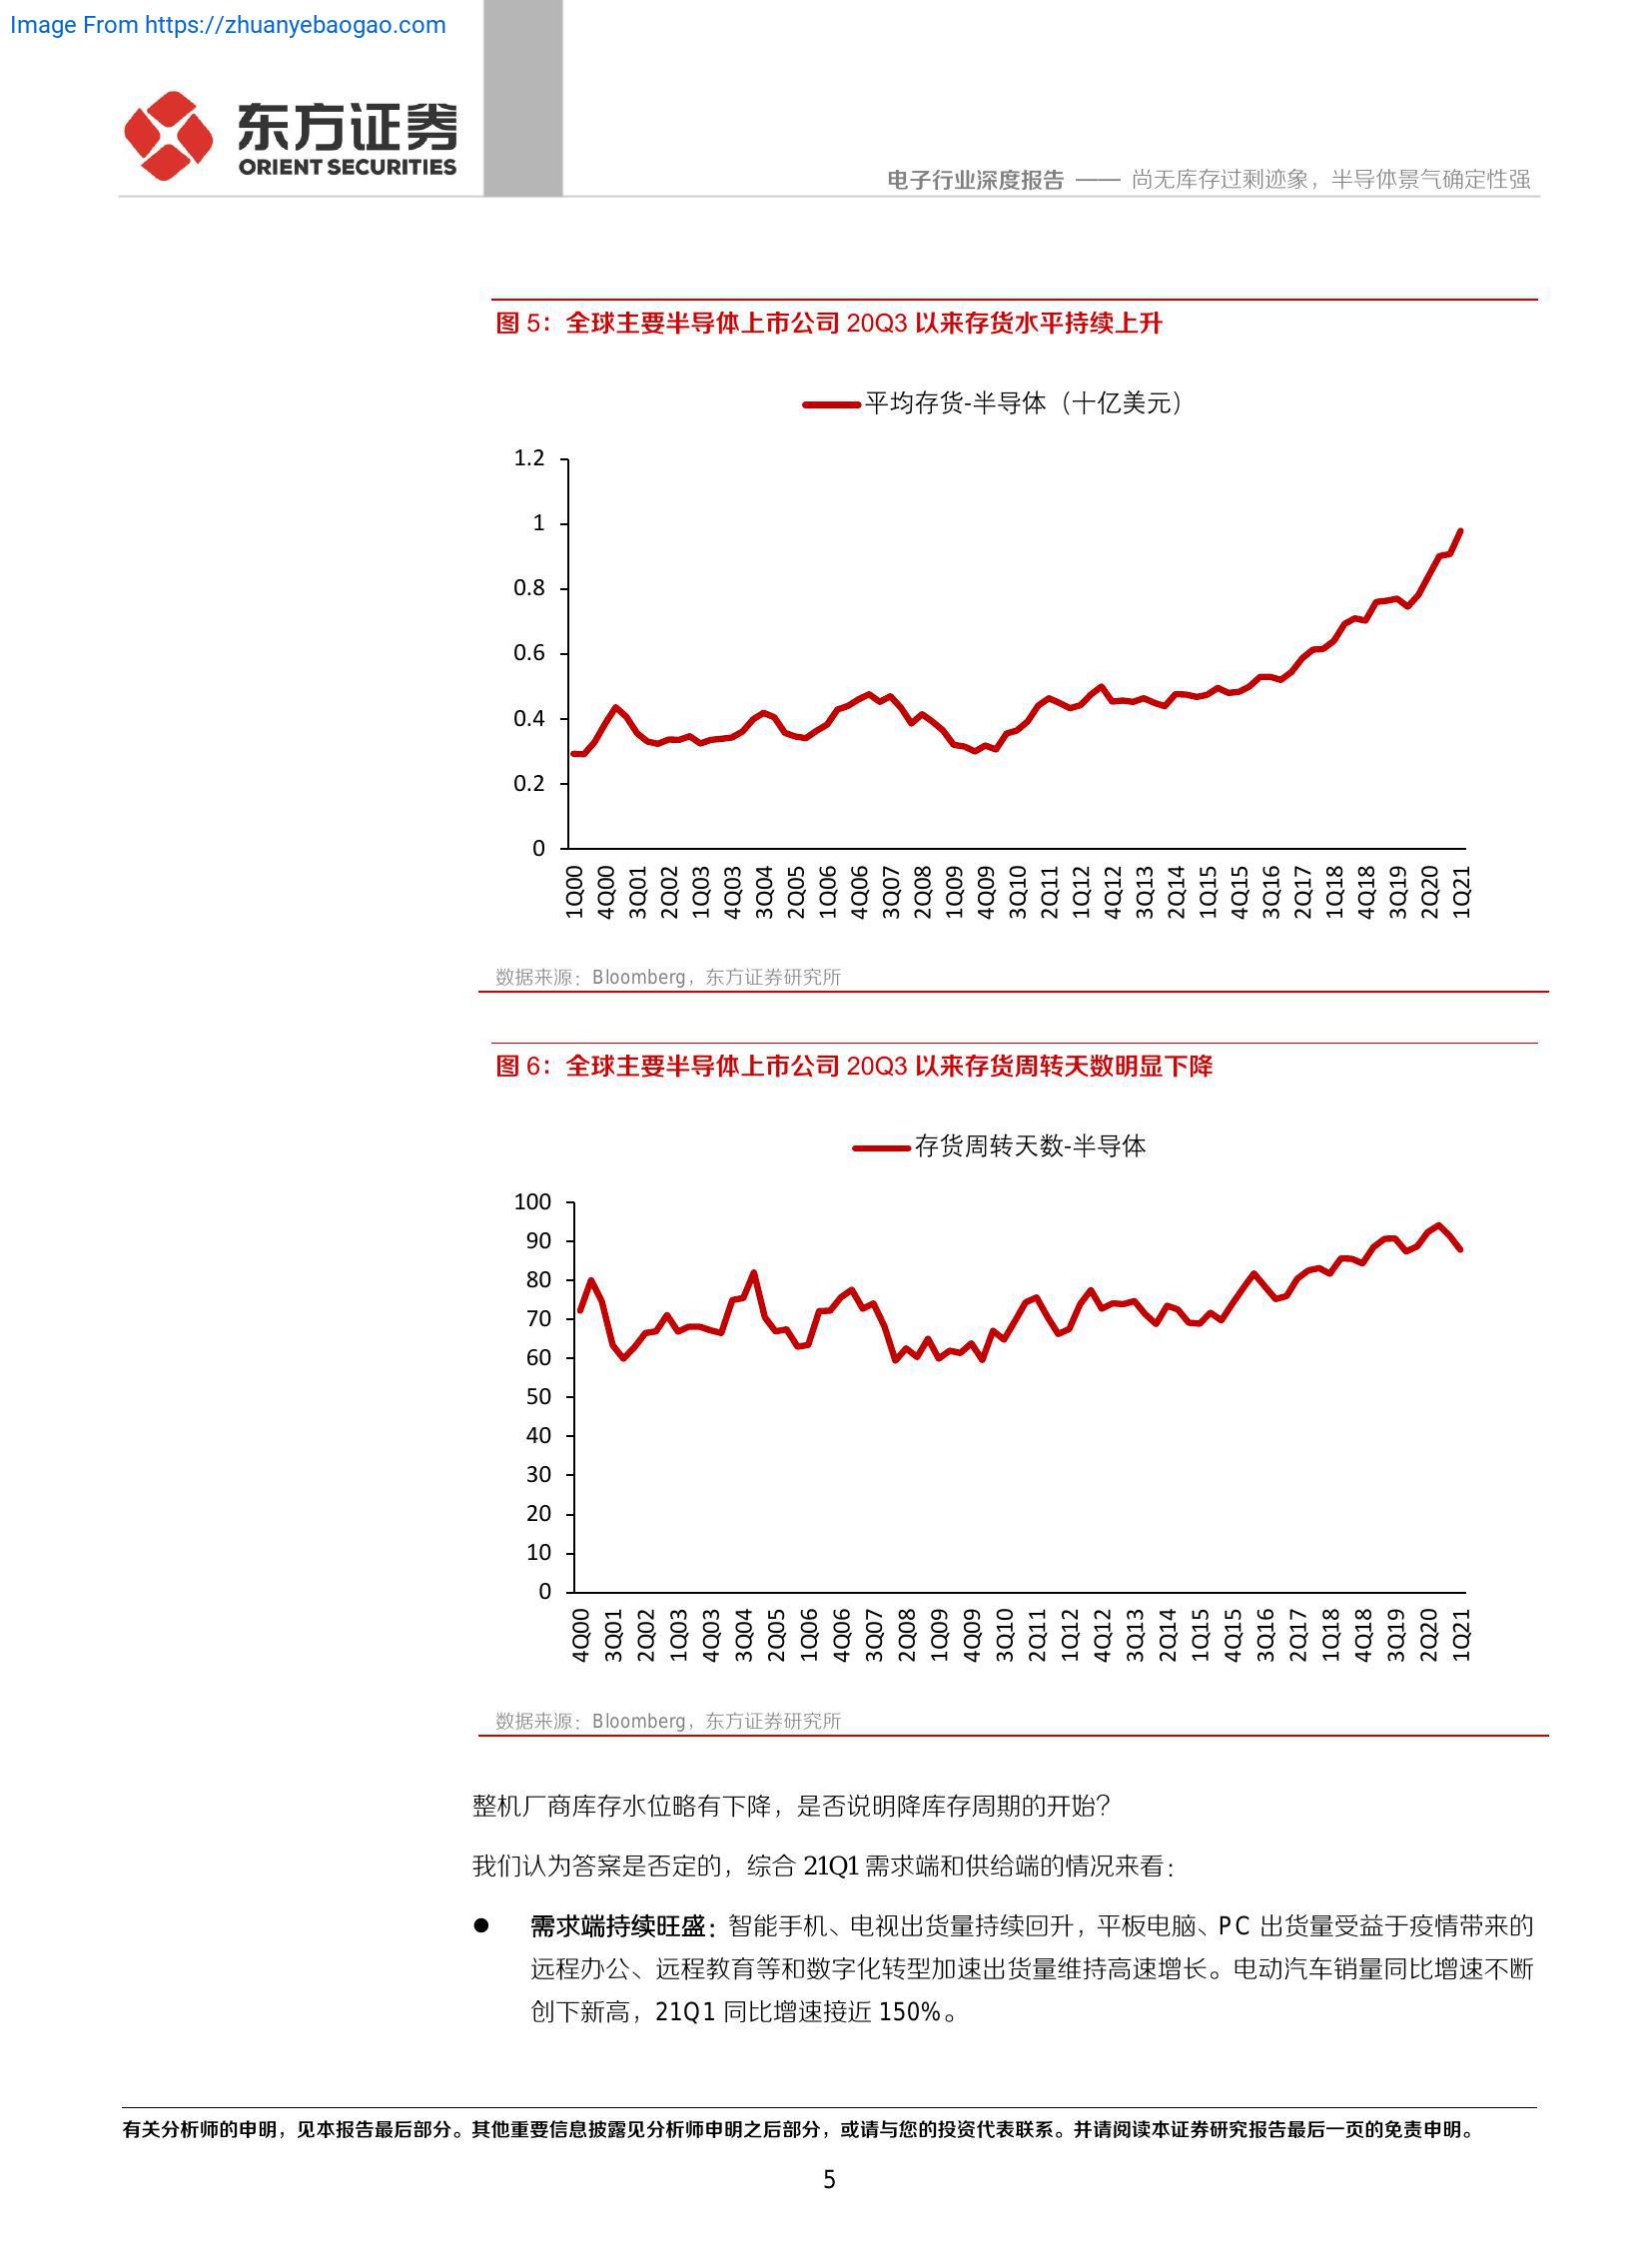 Image From https://zhuanyebaogao.com
东方证券
ORIENT SECURITIES
电子行业深度报告 —— 尚无库存过剩迹象，半导体景气确定性强
图 5：全球主要半导体上市公司 20Q3 以来存货水平持续上升
平均存货-半导体（十亿美元）
1.2
1
0.8
0.6
0.4
0.2
0
1Q00 4Q00 3Q01 2Q02 1Q03 4Q03 3Q04 2Q05 1Q06 4Q06 3Q07 2Q08 1Q09 4Q09 3Q10 2Q11 1Q12 4Q12 3Q13 2Q14 1Q15 4Q15 3Q16 2Q17 1Q18 4Q18 3Q19 2Q20 1Q21
数据来源：Bloomberg，东方证券研究所
图 6：全球主要半导体上市公司 20Q3 以来存货周转天数明显下降
存货周转天数-半导体
100
90
80
70
60
50
40
30
20
10
0
4Q00 3Q01 2Q02 1Q03 4Q03 3Q04 2Q05 1Q06 4Q06 3Q07 2Q08 1Q09 4Q09 3Q10 2Q11 1Q12 4Q12 3Q13 2Q14 1Q15 4Q15 3Q16 2Q17 1Q18 4Q18 3Q19 2Q20 1Q21
数据来源：Bloomberg，东方证券研究所
整机厂商库存水位略有下降，是否说明降库存周期的开始？
我们认为答案是否定的，综合 21Q1 需求端和供给端的情况来看：
● 需求端持续旺盛：智能手机、电视出货量持续回升，平板电脑、PC 出货量受益于疫情带来的
远程办公、远程教育等和数字化转型加速出货量维持高速增长。电动汽车销量同比增速不断
创下新高，21Q1 同比增速接近 150%。
有关分析师的申明，见本报告最后部分。其他重要信息披露见分析师申明之后部分，或请与您的投资代表联系。并请阅读本证券研究报告最后一页的免责申明。
5